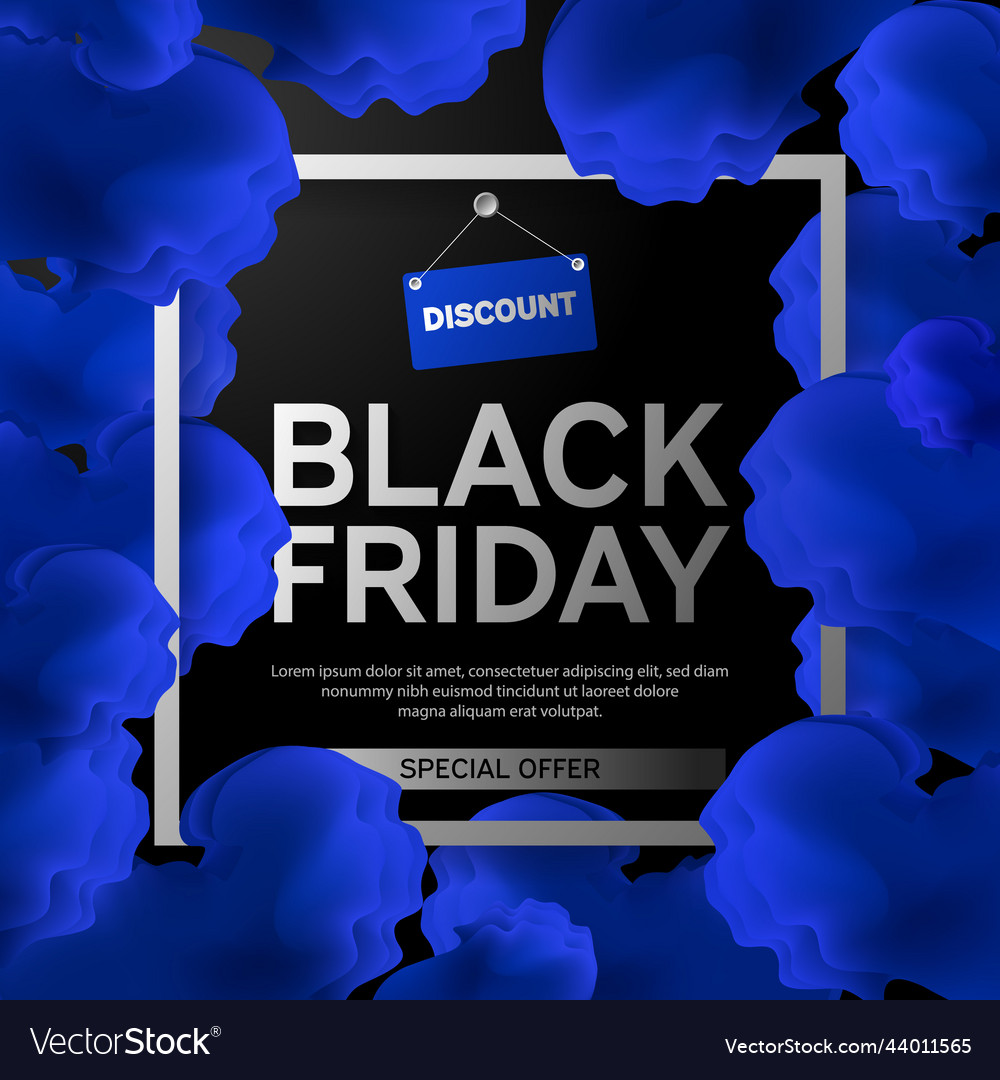 DISCOUNT
BLACK
FRIDAY
Lorem ipsum dolor sit amet, consectetuer adipiscing elit, sed diam
nonummy nibh euismod tincidunt ut laoreet dolore
magna aliquam erat volutpat.
SPECIAL OFFER
VectorStock®
VectorStock.com/44011565